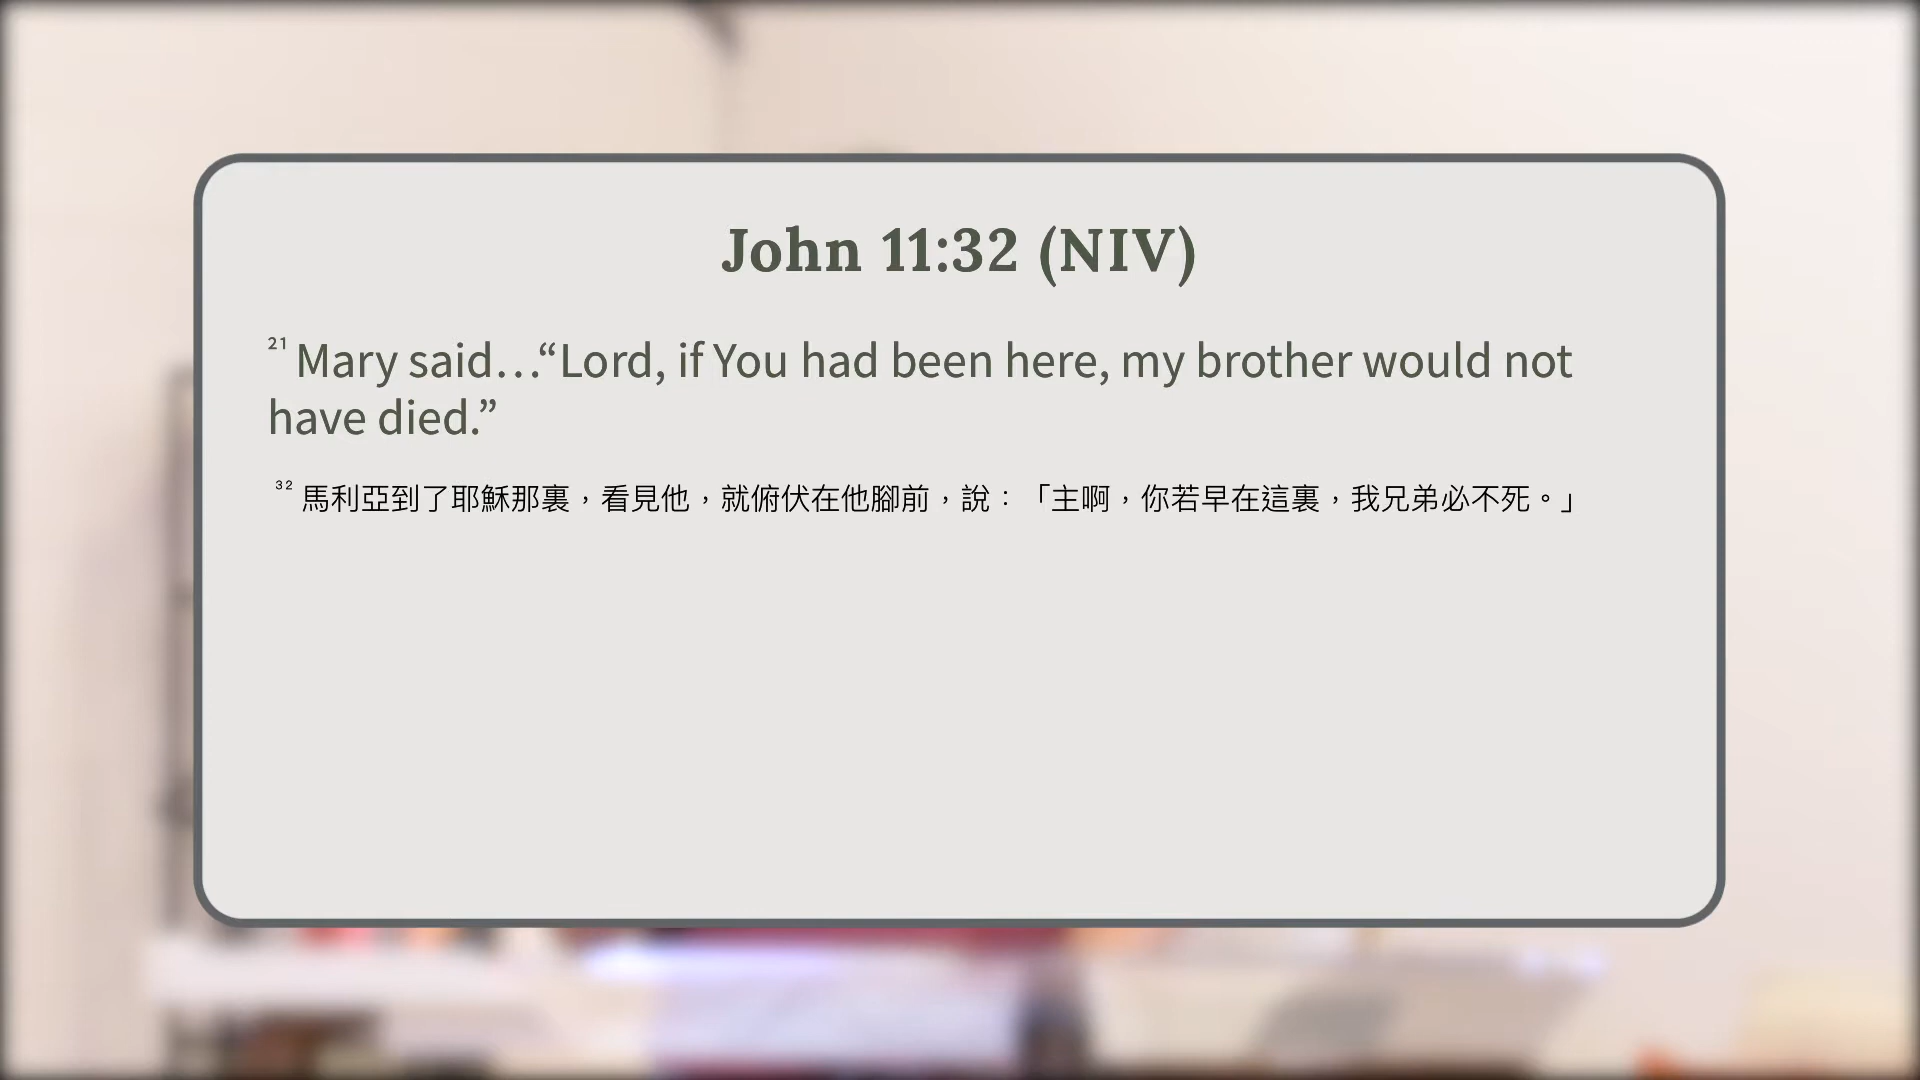 John 11:32 (NIV)
21 Mary said…“Lord, if You had been here, my brother would not
have died.”
32 馬利亞到了耶穌那裏，看見他，就俯伏在他腳前，說：「主啊，你若早在這裏，我兄弟必不死。」